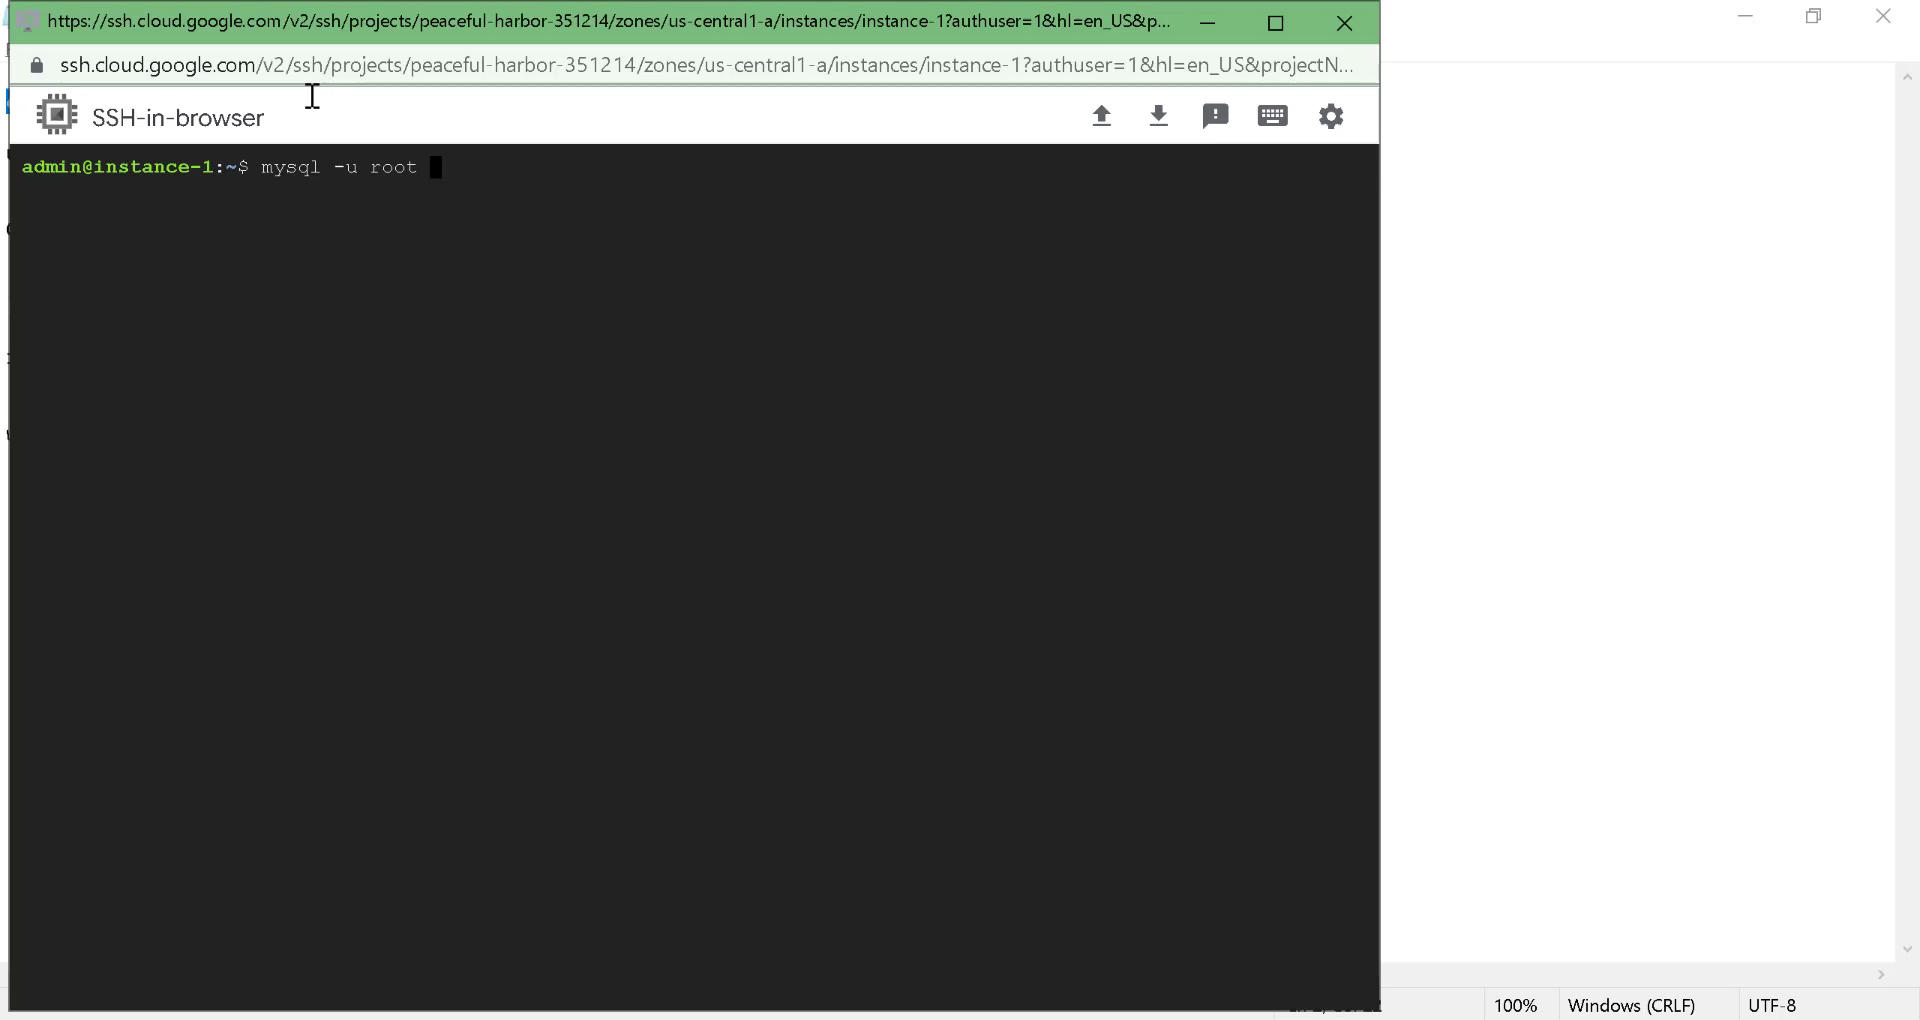 https://ssh.cloud.google.com/v2/ssh/projects/peaceful-harbor-351214/zones/us-central1-a/instances/instance-1?authuser=1&hl=en_US&p...
ssh.cloud.google.com/v2/ssh/projects/peaceful-harbor-351214/zones/us-central1-a/instances/instance-1?authuser=1&hl=en_US&projectN...
SSH-in-browser
admin@instance-1:~$ mysql -u root
100% Windows (CRLF) UTF-8